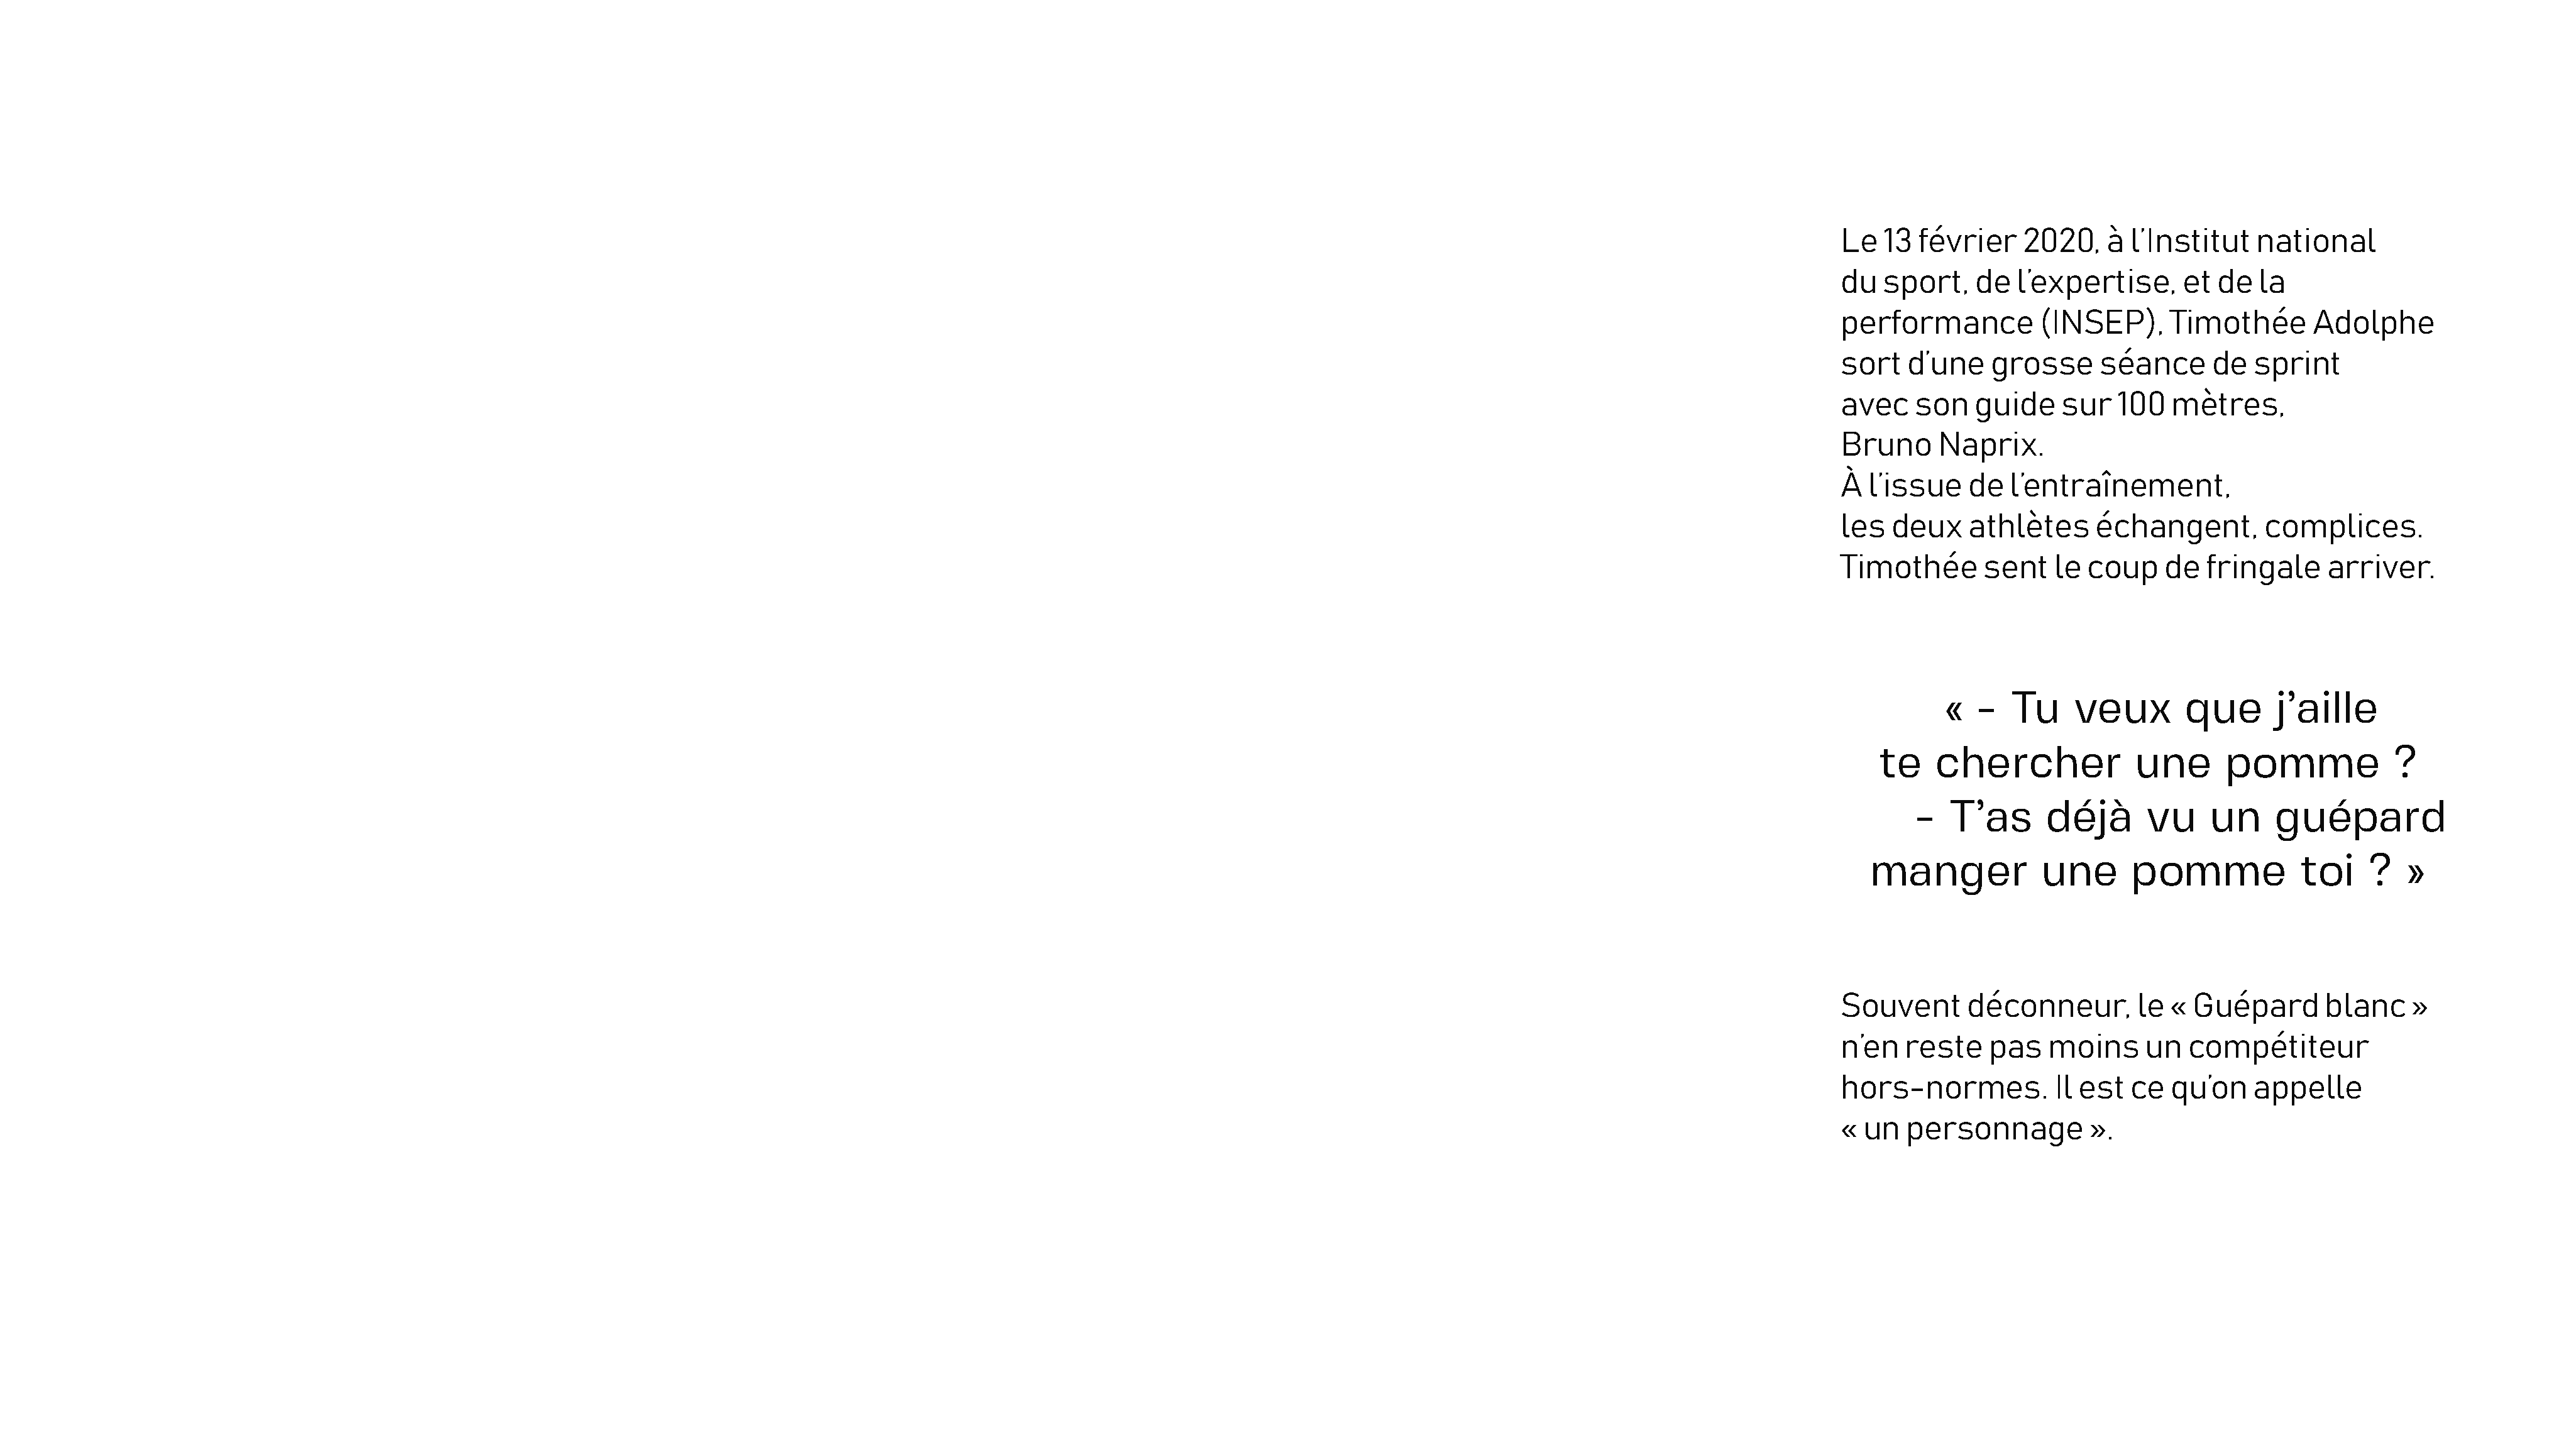 Le 13 février 2020, à l’Institut national
du sport, de l’expertise, et de la
performance (INSEP), Timothée Adolphe
sort d’une grosse séance de sprint
avec son guide sur 100 mètres,
Bruno Naprix.
À l’issue de l’entraînement,
les deux athlètes échangent, complices.
Timothée sent le coup de fringale arriver.
« - Tu veux que j’aille
te chercher une pomme ?
- T’as déjà vu un guépard
manger une pomme toi ? »
Souvent déconneur, le « Guépard blanc »
n’en reste pas moins un compétiteur
hors-normes. Il est ce qu’on appelle
« un personnage ».